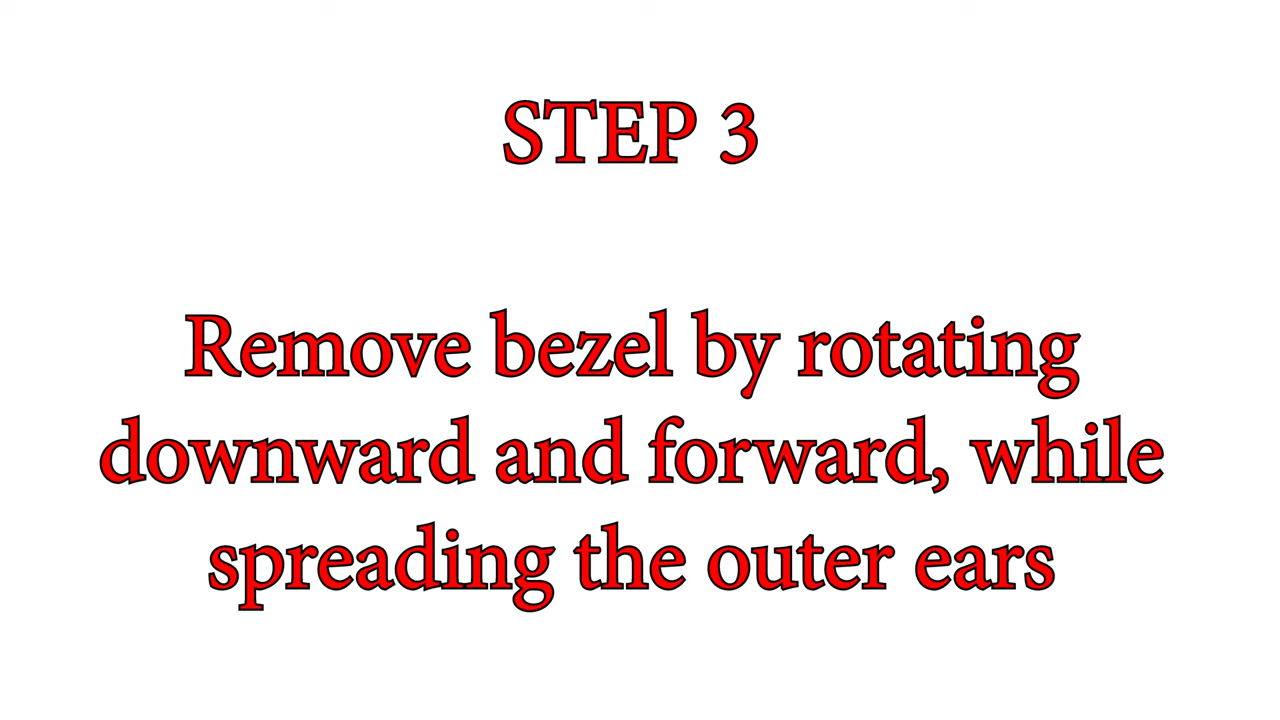 STEP 3
Remove bezel by rotating
downward and forward, while
spreading the outer ears